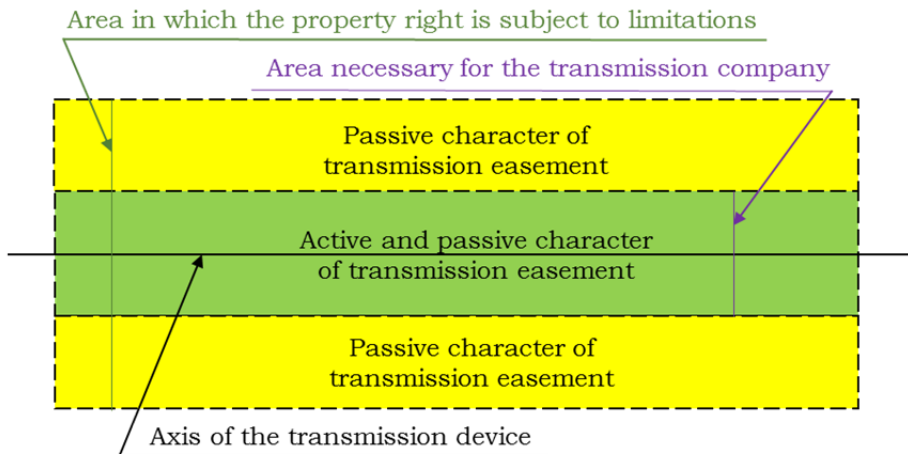 Area in which the property right is subject to limitations
Area necessary for the transmission company
Passive character of
transmission easement
Active and passive character
of transmission easement
Passive character of
transmission easement
Axis of the transmission device